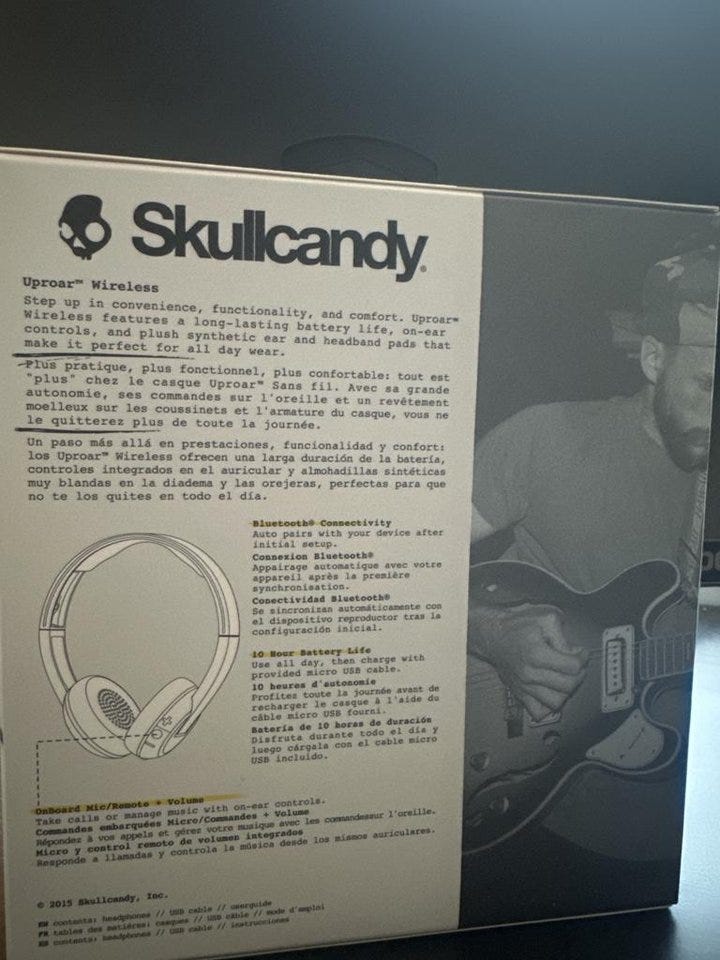 Skullcandy®
Uproar™ Wireless
Step up in convenience, functionality, and comfort. Uproar™
Wireless features a long-lasting battery life, on-ear
controls, and plush synthetic ear and headband pads that
make it perfect for all day wear.
Plus pratique, plus fonctionnel, plus confortable: tout est
"plus" chez le casque Uproar™ Sans fil. Avec sa grande
autonomie, ses commandes sur l'oreille et un revêtement
moelleux sur les coussinets et l'armature du casque, vous ne
le quitterez plus de toute la journée.
Un paso más allá en prestaciones, funcionalidad y confort:
los Uproar™ Wireless ofrecen una larga duración de la batería,
controles integrados en el auricular y almohadillas sintéticas
muy blandas en la diadema y las orejeras, perfectas para que
no te los quites en todo el día.
Bluetooth® Connectivity
Auto pairs with your device after
initial setup.
Connexion Bluetooth®
Appairage automatique avec votre
appareil après la première
synchronisation.
Conectividad Bluetooth®
Se sincronizan automáticamente con
el dispositivo reproductor tras la
configuración inicial.
10 Hour Battery Life
Use all day, then charge with
provided micro USB cable.
10 heures d'autonomie
Profitez toute la journée avant de
recharger le casque à l'aide du
câble micro USB fourni.
Batería de 10 horas de duración
Disfruta durante todo el día y
luego cárgala con el cable micro
USB incluido.
OnBoard Mic/Remote + Volume
Take calls or manage music with on-ear controls.
Commandes embarquées Micro/Commandes + Volume
Répondez à vos appels et gérez votre musique avec les commandessur l'oreille.
Micro y control remoto de volumen integrados
Responde a llamadas y controla la música desde los mismos auriculares.
© 2015 Skullcandy, Inc.
EN contents: headphones // USB cable // userguide
FR tables des matières: casques // USB câble // mode d'emploi
ES contents: headphones // USB cable // instrucciones